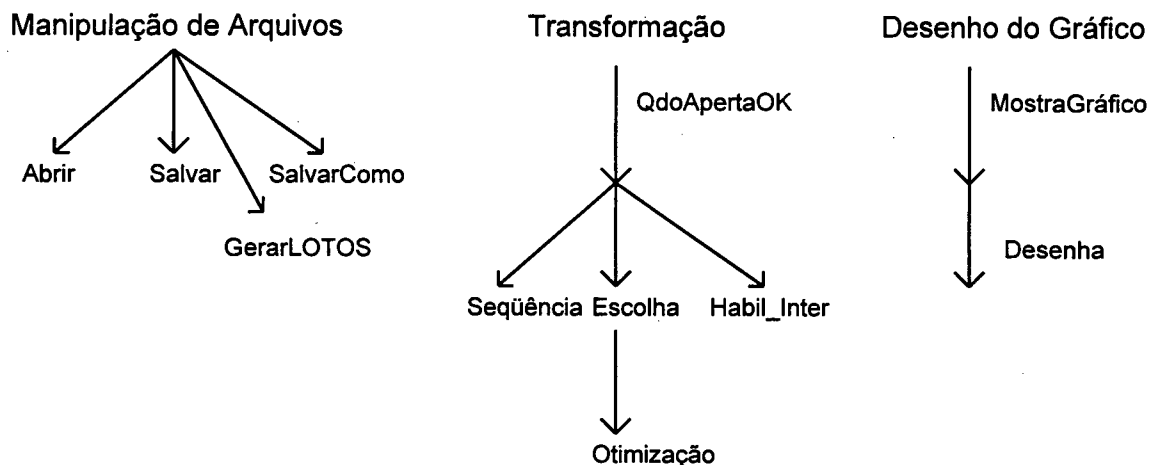 Manipulação de Arquivos
Abrir
Salvar
SalvarComo
GerarLOTOS
Transformação
QdoApertaOK
Seqüência
Escolha
Habil_Inter
Otimização
Desenho do Gráfico
MostraGráfico
Desenha